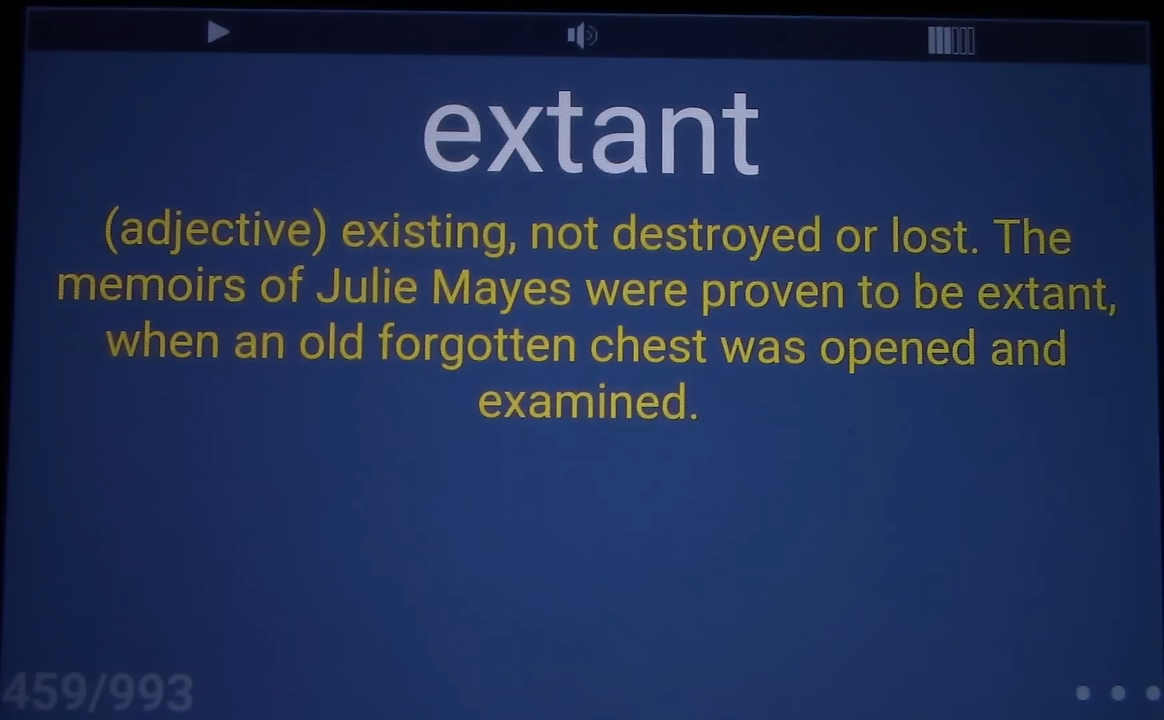 extant
(adjective) existing, not destroyed or lost. The
memoirs of Julie Mayes were proven to be extant,
when an old forgotten chest was opened and
examined.
459/993